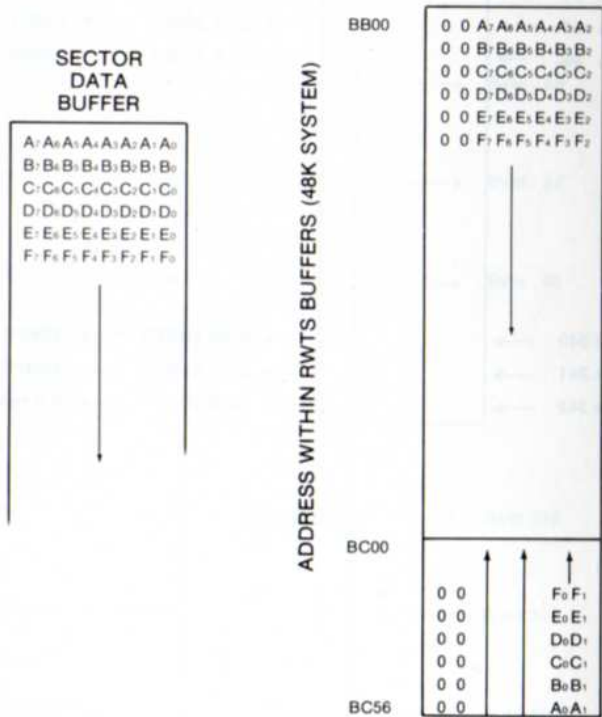 SECTOR
DATA
BUFFER
A7 A6 A5 A4 A3 A2 A1 A0
B7 B6 B5 B4 B3 B2 B1 B0
C7 C6 C5 C4 C3 C2 C1 C0
D7 D6 D5 D4 D3 D2 D1 D0
E7 E6 E5 E4 E3 E2 E1 E0
F7 F6 F5 F4 F3 F2 F1 F0
ADDRESS WITHIN RWTS BUFFERS (48K SYSTEM)
BB00
0 0 A7 A6 A5 A4 A3 A2
0 0 B7 B6 B5 B4 B3 B2
0 0 C7 C6 C5 C4 C3 C2
0 0 D7 D6 D5 D4 D3 D2
0 0 E7 E6 E5 E4 E3 E2
0 0 F7 F6 F5 F4 F3 F2
BC00
0 0 F0 F1
0 0 E0 E1
0 0 D0 D1
0 0 C0 C1
0 0 B0 B1
BC56
0 0 A0 A1